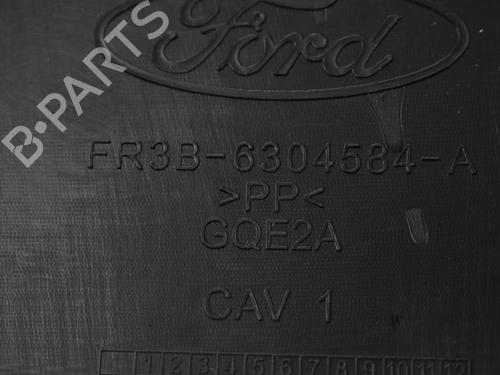 Ford
B-PARTS
FR3B-6304584-A
>PP<
GQE2A
CAV 1
1 2 3 4 5 6 7 8 9 10 11 12